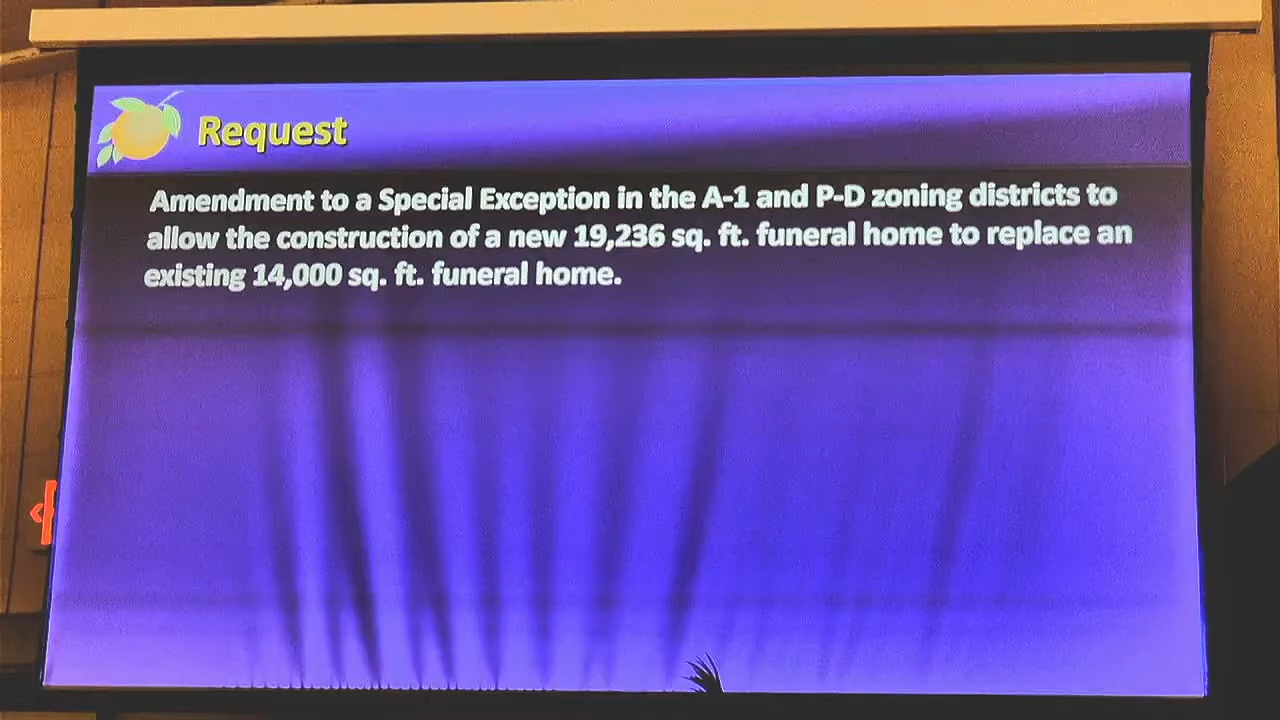 Request
Amendment to a Special Exception in the A-1 and P-D zoning districts to
allow the construction of a new 19,236 sq. ft. funeral home to replace an
existing 14,000 sq. ft. funeral home.